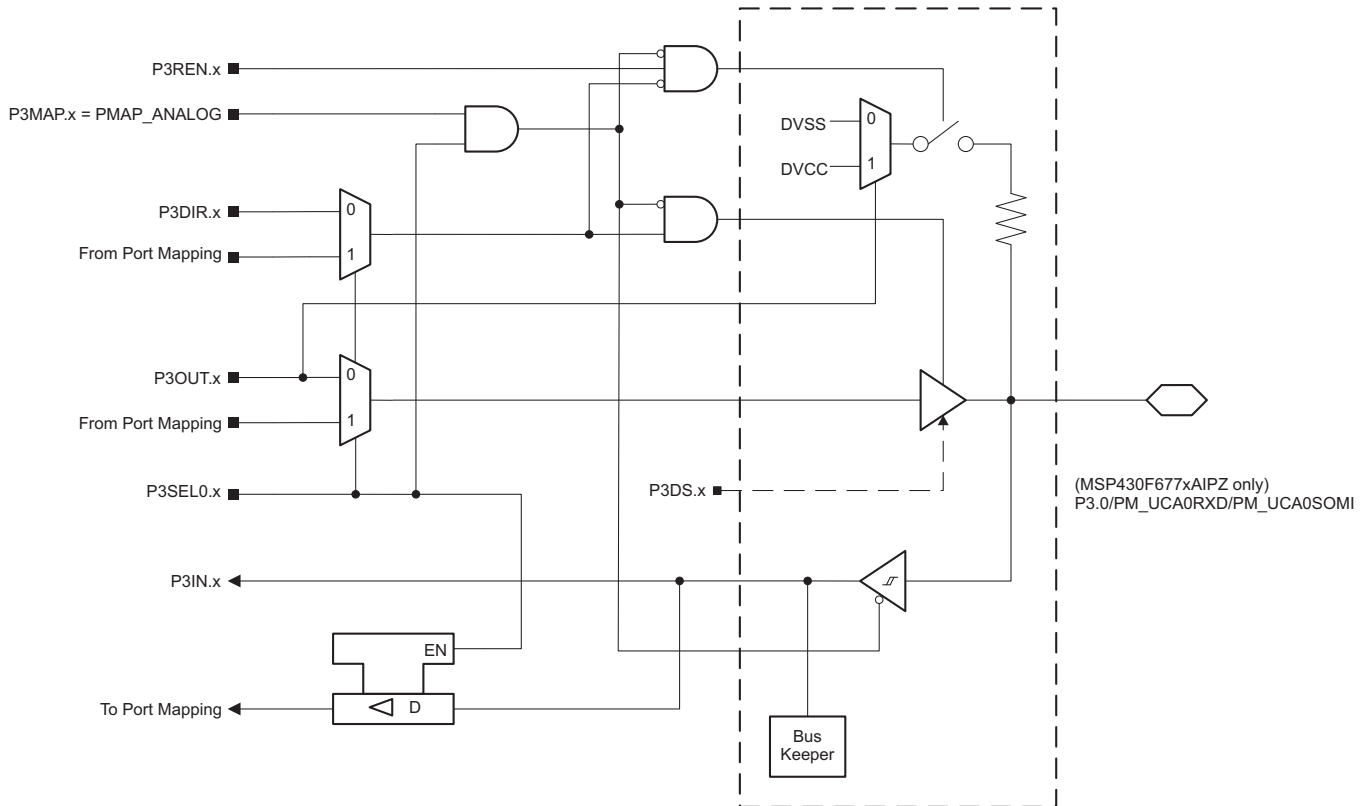 P3REN.x
P3MAP.x = PMAP_ANALOG
DVSS
0
DVCC
1
P3DIR.x
0
From Port Mapping
1
P3OUT.x
0
From Port Mapping
1
P3SEL0.x
P3DS.x
(MSP430F677xAIPZ only)
P3.0/PM_UCA0RXD/PM_UCA0SOMI
P3IN.x
EN
To Port Mapping
D
Bus
Keeper